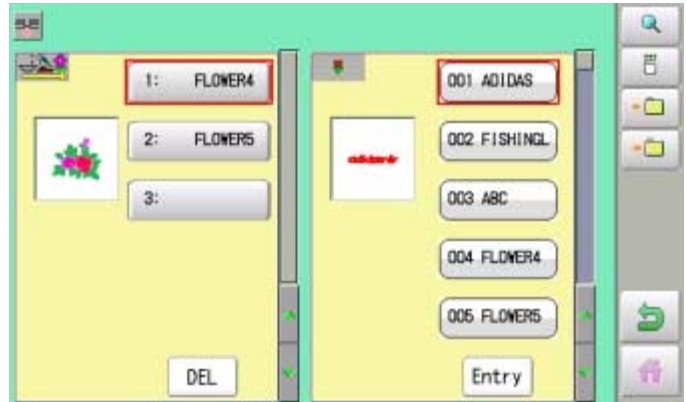 1: FLOWER4
2: FLOWER5
3:
DEL
001 ADIDAS
002 FISHINGL
003 ABC
004 FLOWER4
005 FLOWER5
Entry